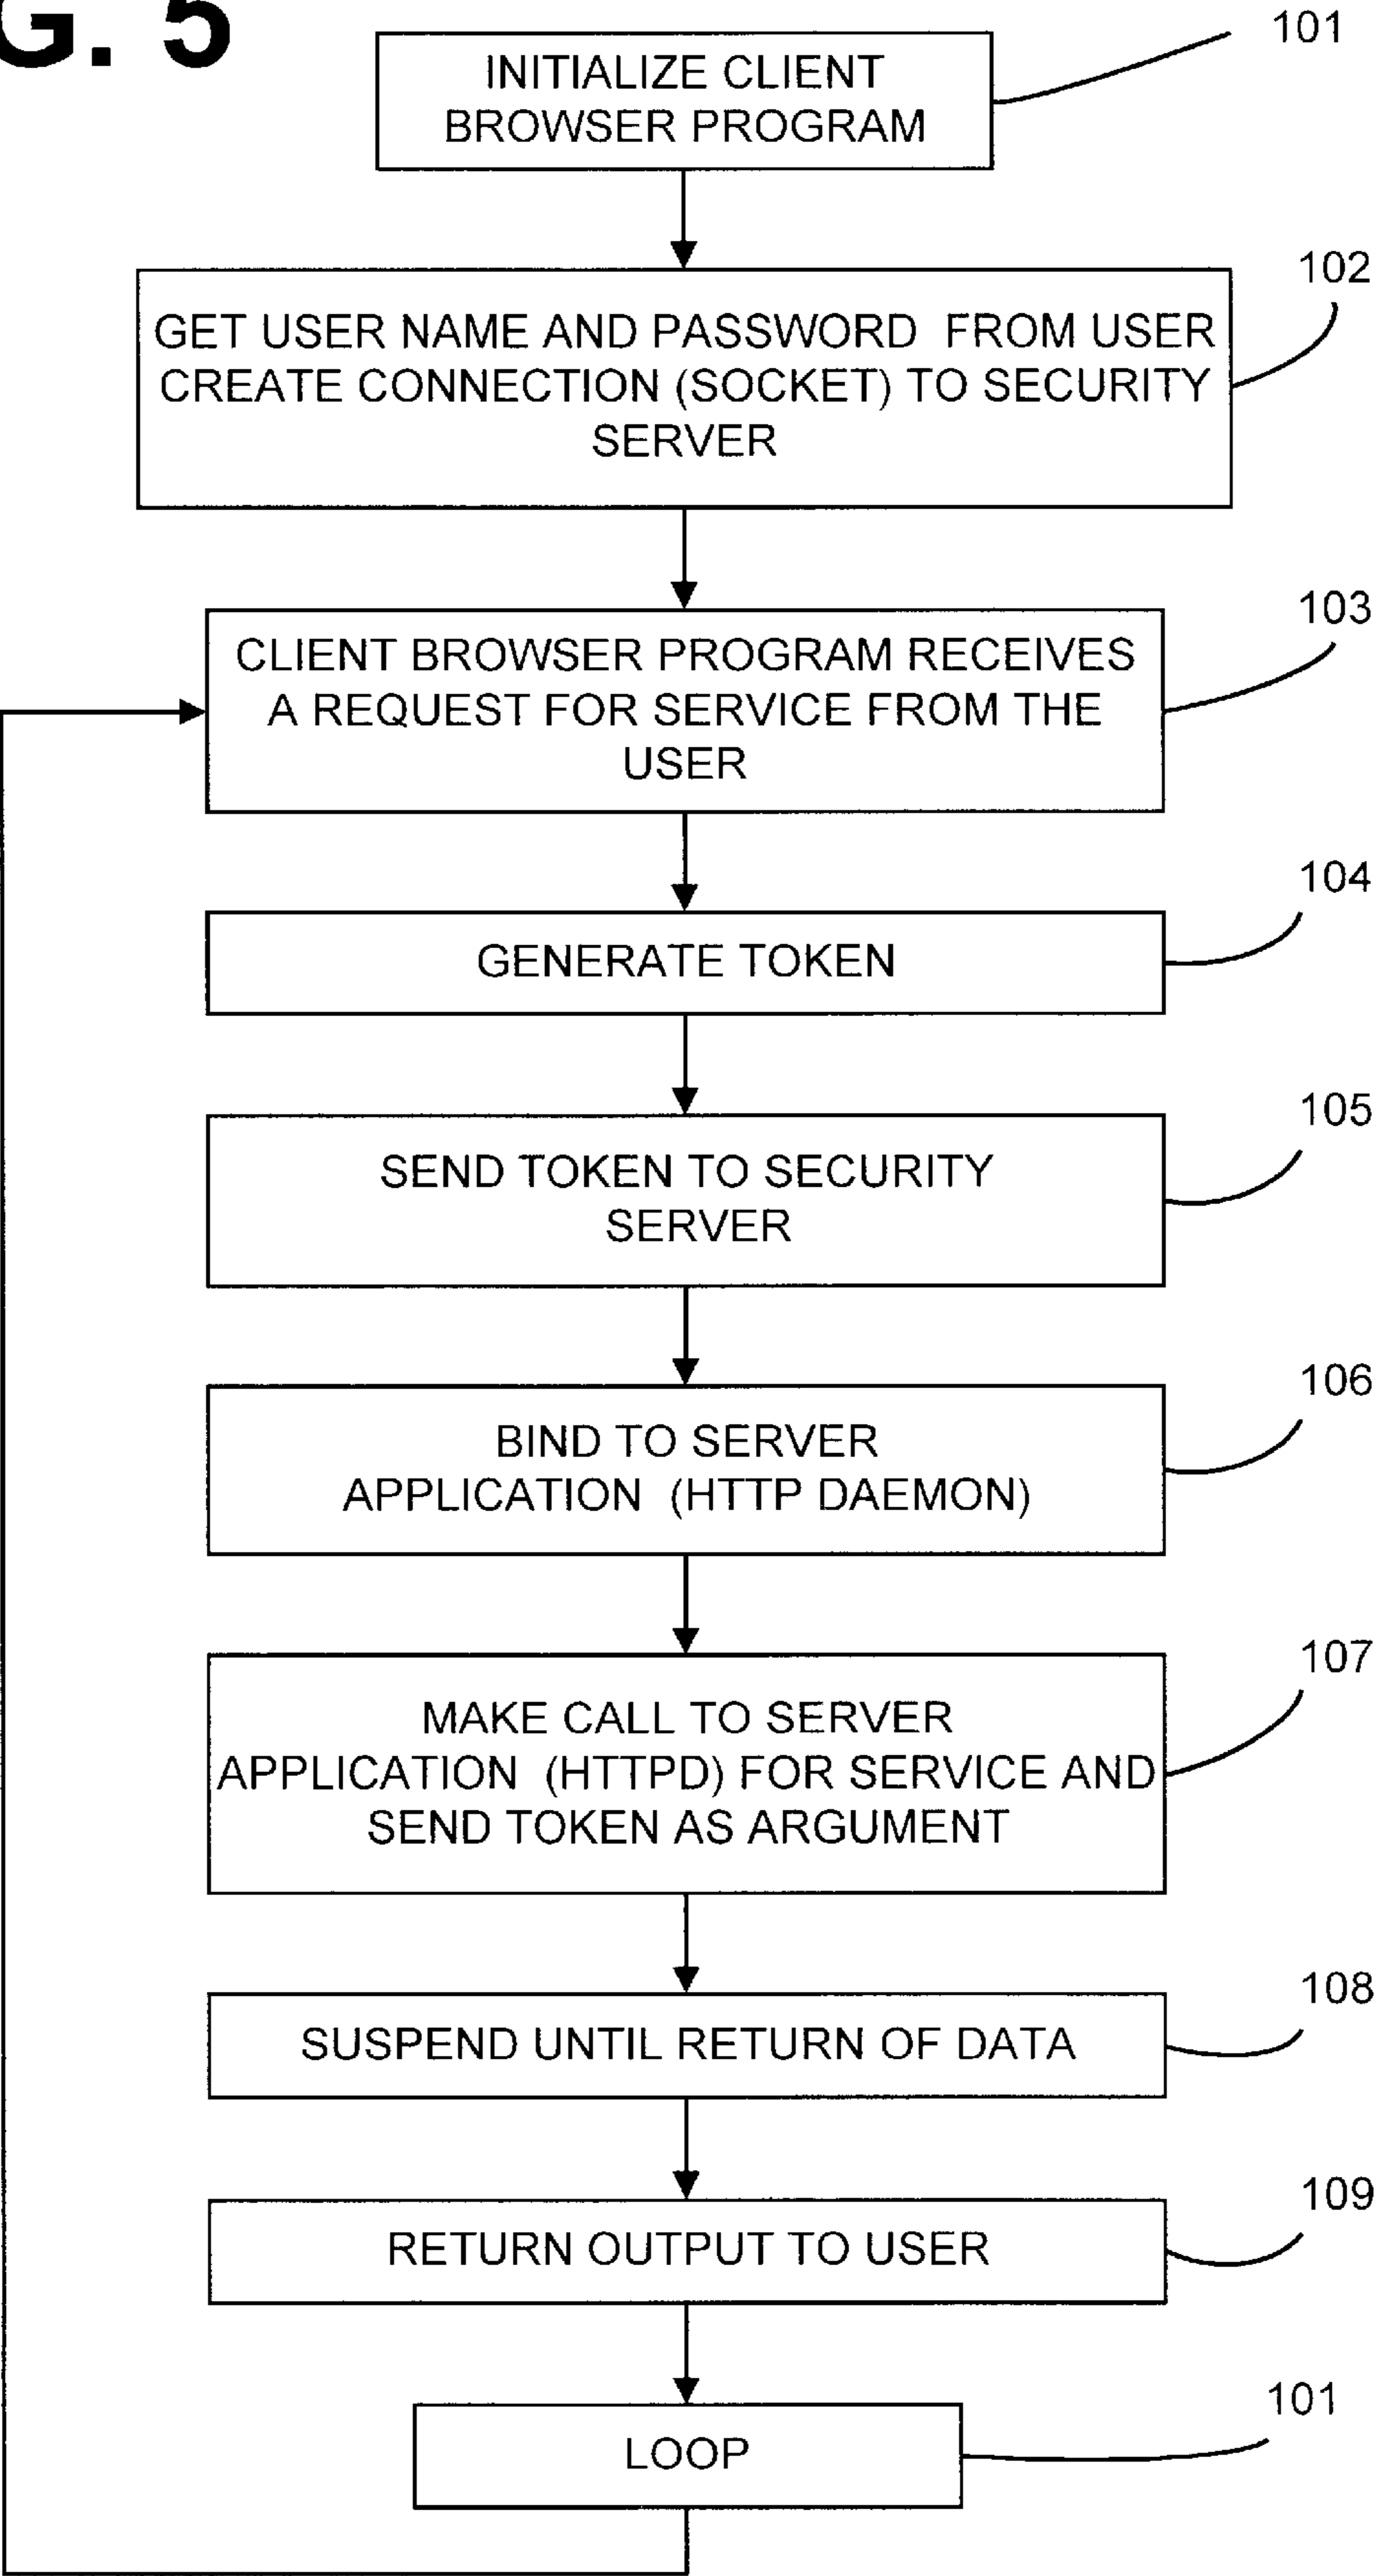 G. 5
101
INITIALIZE CLIENT
BROWSER PROGRAM
102
GET USER NAME AND PASSWORD FROM USER
CREATE CONNECTION (SOCKET) TO SECURITY
SERVER
103
CLIENT BROWSER PROGRAM RECEIVES
A REQUEST FOR SERVICE FROM THE
USER
104
GENERATE TOKEN
105
SEND TOKEN TO SECURITY
SERVER
106
BIND TO SERVER
APPLICATION (HTTP DAEMON)
107
MAKE CALL TO SERVER
APPLICATION (HTTPD) FOR SERVICE AND
SEND TOKEN AS ARGUMENT
108
SUSPEND UNTIL RETURN OF DATA
109
RETURN OUTPUT TO USER
101
LOOP